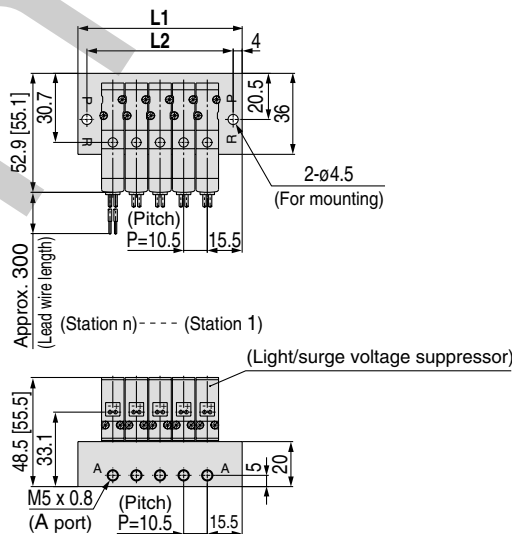 L1
L2
4
P
P
R
R
30.7
52.9 [55.1]
20.5
36
2-ø4.5
(For mounting)
(Pitch)
P=10.5
15.5
Approx. 300
(Lead wire length)
(Station n)---- (Station 1)
(Light/surge voltage suppressor)
48.5 [55.5]
33.1
A
A
5
20
M5 x 0.8
(A port)
(Pitch)
P=10.5
15.5